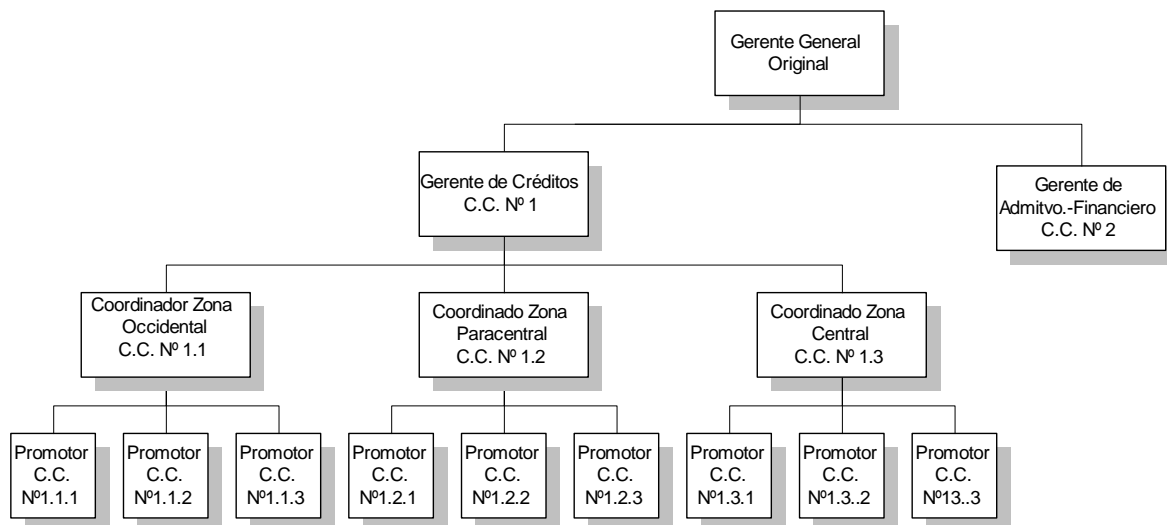 Gerente General
Original
Gerente de Créditos
C.C. Nº 1
Gerente de
Admitvo.-Financiero
C.C. Nº 2
Coordinador Zona
Occidental
C.C. Nº 1.1
Coordinado Zona
Paracentral
C.C. Nº 1.2
Coordinado Zona
Central
C.C. Nº 1.3
Promotor
C.C.
Nº1.1.1
Promotor
C.C.
Nº1.1.2
Promotor
C.C.
Nº1.1.3
Promotor
C.C.
Nº1.2.1
Promotor
C.C.
Nº1.2.2
Promotor
C.C.
Nº1.2.3
Promotor
C.C.
Nº1.3.1
Promotor
C.C.
Nº1.3..2
Promotor
C.C.
Nº13..3